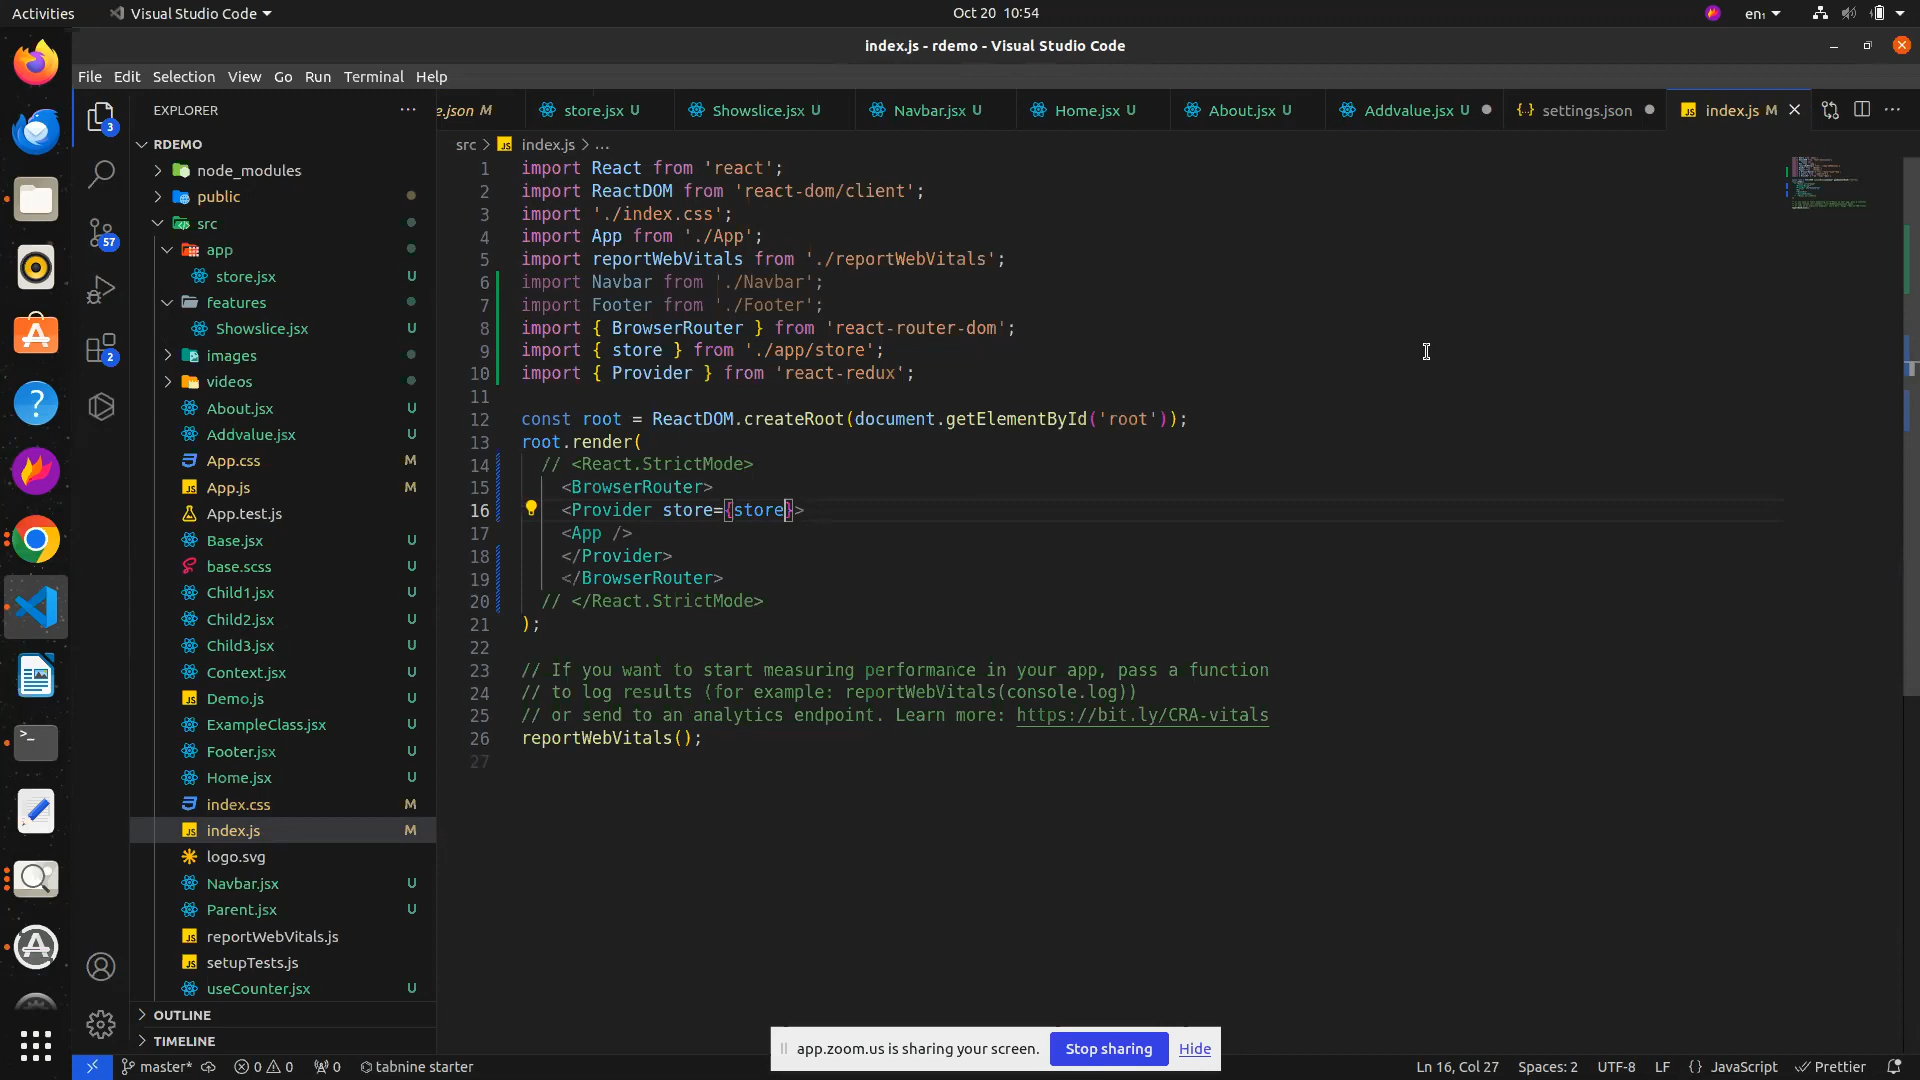 Activities
Visual Studio Code
Oct 20 10:54
en₁
index.js - rdemo - Visual Studio Code
File Edit Selection View Go Run Terminal Help
EXPLORER
e.json M
store.jsx U
Showslice.jsx U
Navbar.jsx U
Home.jsx U
About.jsx U
Addvalue.jsx U
settings.json
index.js M
src > index.js > ...
RDEMO
node_modules
public
src
app
store.jsx U
features
Showslice.jsx U
images
videos
About.jsx U
Addvalue.jsx U
App.css M
App.js M
App.test.js
Base.jsx U
base.scss U
Child1.jsx U
Child2.jsx U
Child3.jsx U
Context.jsx U
Demo.js U
ExampleClass.jsx U
Footer.jsx U
Home.jsx U
index.css M
index.js M
logo.svg
Navbar.jsx U
Parent.jsx U
reportWebVitals.js
setupTests.js
useCounter.jsx U
OUTLINE
TIMELINE
3
57
2
1 import React from 'react';
2 import ReactDOM from 'react-dom/client';
3 import './index.css';
4 import App from './App';
5 import reportWebVitals from './reportWebVitals';
6 import Navbar from './Navbar';
7 import Footer from './Footer';
8 import { BrowserRouter } from 'react-router-dom';
9 import { store } from './app/store';
10 import { Provider } from 'react-redux';
11
12 const root = ReactDOM.createRoot(document.getElementById('root'));
13 root.render(
14 // <React.StrictMode>
15 <BrowserRouter>
16 <Provider store={store}>
17 <App />
18 </Provider>
19 </BrowserRouter>
20 // </React.StrictMode>
21 );
22
23 // If you want to start measuring performance in your app, pass a function
24 // to log results (for example: reportWebVitals(console.log))
25 // or send to an analytics endpoint. Learn more: https://bit.ly/CRA-vitals
26 reportWebVitals();
27
app.zoom.us is sharing your screen.
Stop sharing
Hide
master*
0 0
0
tabnine starter
Ln 16, Col 27
Spaces: 2
UTF-8
LF
{} JavaScript
Prettier